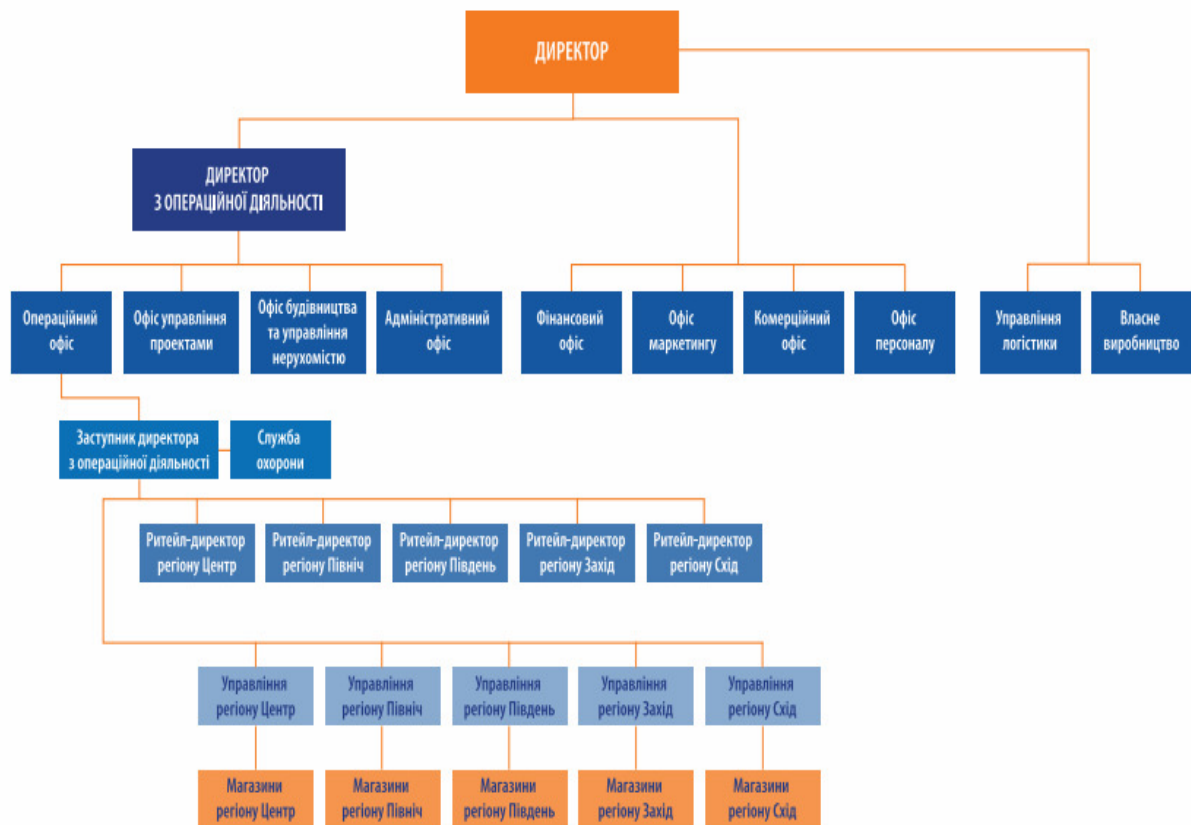 ДИРЕКТОР
ДИРЕКТОР
З ОПЕРАЦІЙНОЇ ДІЯЛЬНОСТІ
Операційний
офіс
Офіс управління
проектами
Офіс будівництва
та управління
нерухомістю
Адміністративний
офіс
Фінансовий
офіс
Офіс
маркетингу
Комерційний
офіс
Офіс
персоналу
Управління
логістики
Власне
виробництво
Заступник директора
з операційної діяльності
Служба
охорони
Ритейл-директор
регіону Центр
Ритейл-директор
регіону Північ
Ритейл-директор
регіону Південь
Ритейл-директор
регіону Захід
Ритейл-директор
регіону Схід
Управління
регіону Центр
Управління
регіону Північ
Управління
регіону Південь
Управління
регіону Захід
Управління
регіону Схід
Магазини
регіону Центр
Магазини
регіону Північ
Магазини
регіону Південь
Магазини
регіону Захід
Магазини
регіону Схід